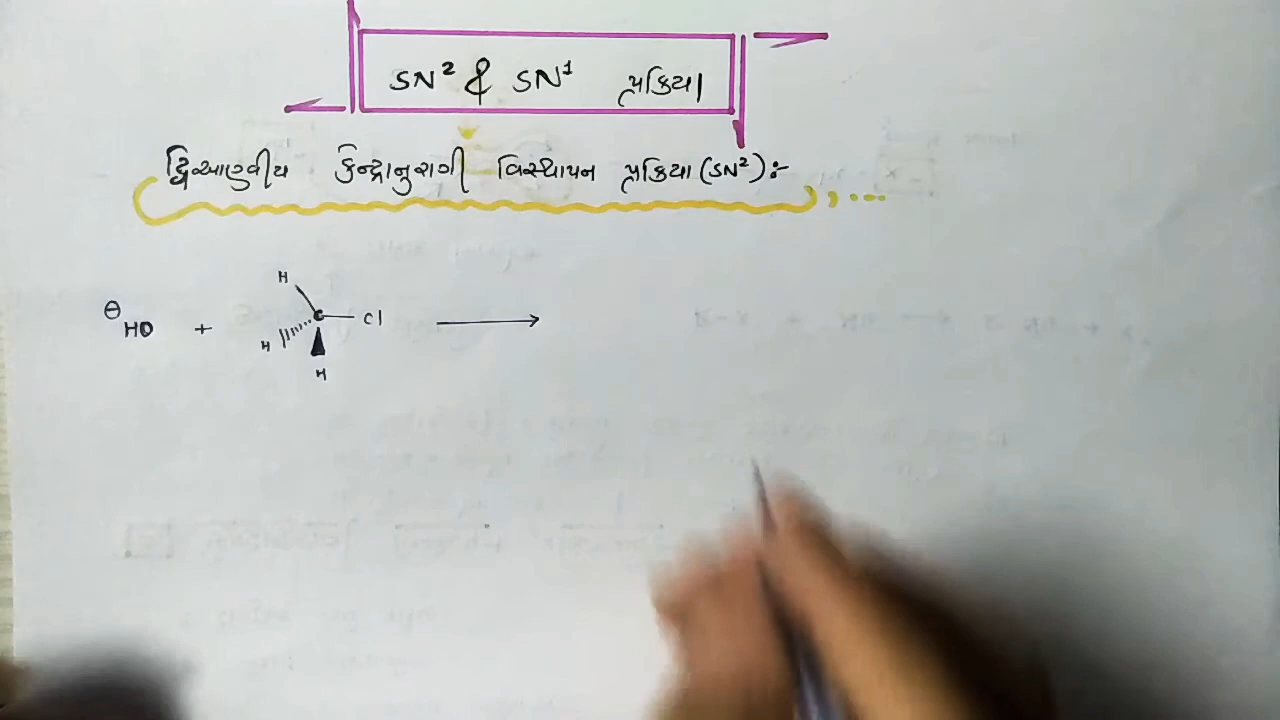 SN² & SN¹ પ્રક્રિયા
દ્વિઆણ્વીય કેન્દ્રાનુરાગી વિસ્થાપન પ્રક્રિયા (SN²) :-
H
⊖
HO + C Cl ⟶
H
H